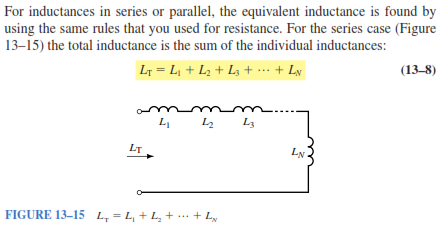 For inductances in series or parallel, the equivalent inductance is found by
using the same rules that you used for resistance. For the series case (Figure
13–15) the total inductance is the sum of the individual inductances:
L_T = L_1 + L_2 + L_3 + ··· + L_N (13–8)
L_1 L_2 L_3
L_T
L_N
FIGURE 13–15 L_T = L_1 + L_2 + ··· + L_N